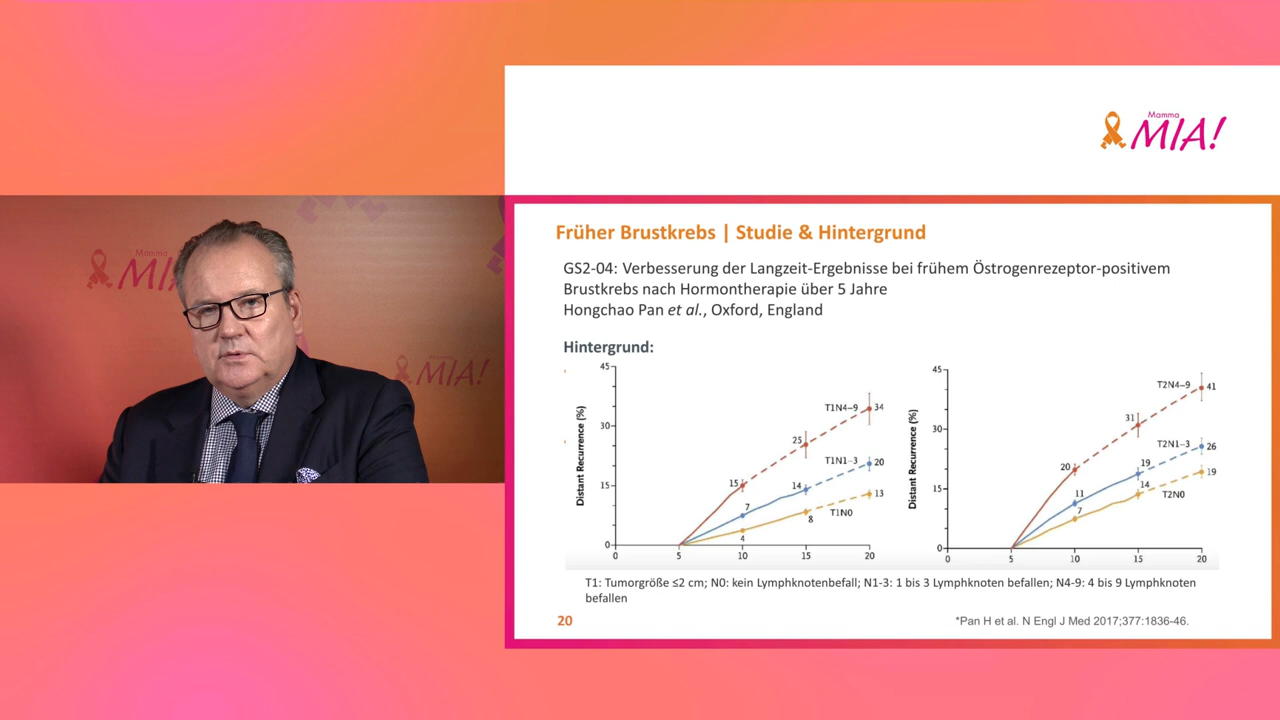 Mamma
MIA!
Mamma
MI
MIA!
Früher Brustkrebs | Studie & Hintergrund
GS2-04: Verbesserung der Langzeit-Ergebnisse bei frühem Östrogenrezeptor-positivem
Brustkrebs nach Hormontherapie über 5 Jahre
Hongchao Pan et al., Oxford, England
Hintergrund:
Distant Recurrence (%)
45
30
15
0
0
5
10
15
20
T1N4–9
34
25
15
T1N1–3
20
14
7
T1N0
13
8
4
Distant Recurrence (%)
45
30
15
0
0
5
10
15
20
T2N4–9
41
31
20
T2N1–3
26
19
11
T2N0
19
14
7
T1: Tumorgröße ≤2 cm; N0: kein Lymphknotenbefall; N1-3: 1 bis 3 Lymphknoten befallen; N4-9: 4 bis 9 Lymphknoten
befallen
20
*Pan H et al. N Engl J Med 2017;377:1836-46.